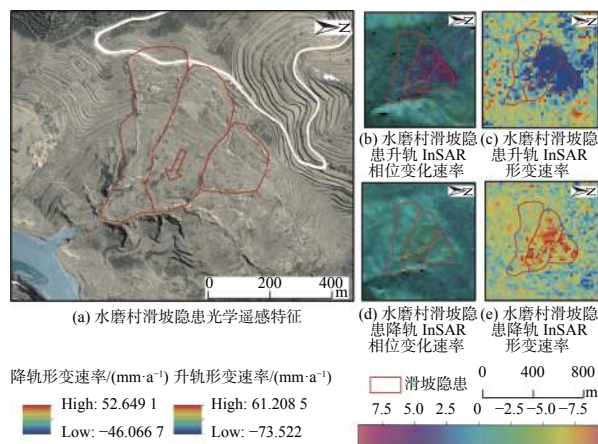 N
N
N
0 200 400
m
(a) 水磨村滑坡隐患光学遥感特征
(b) 水磨村滑坡隐
患升轨 InSAR
相位变化速率
(c) 水磨村滑坡隐
患升轨 InSAR
形变速率
N
N
(d) 水磨村滑坡隐
患降轨 InSAR
相位变化速率
(e) 水磨村滑坡隐
患降轨 InSAR
形变速率
降轨形变速率/(mm·a⁻¹) 升轨形变速率/(mm·a⁻¹)
High: 52.649 1
Low: −46.066 7
High: 61.208 5
Low: −73.522
滑坡隐患
0 400 800
m
7.5 5.0 2.5 0 −2.5 −5.0 −7.5